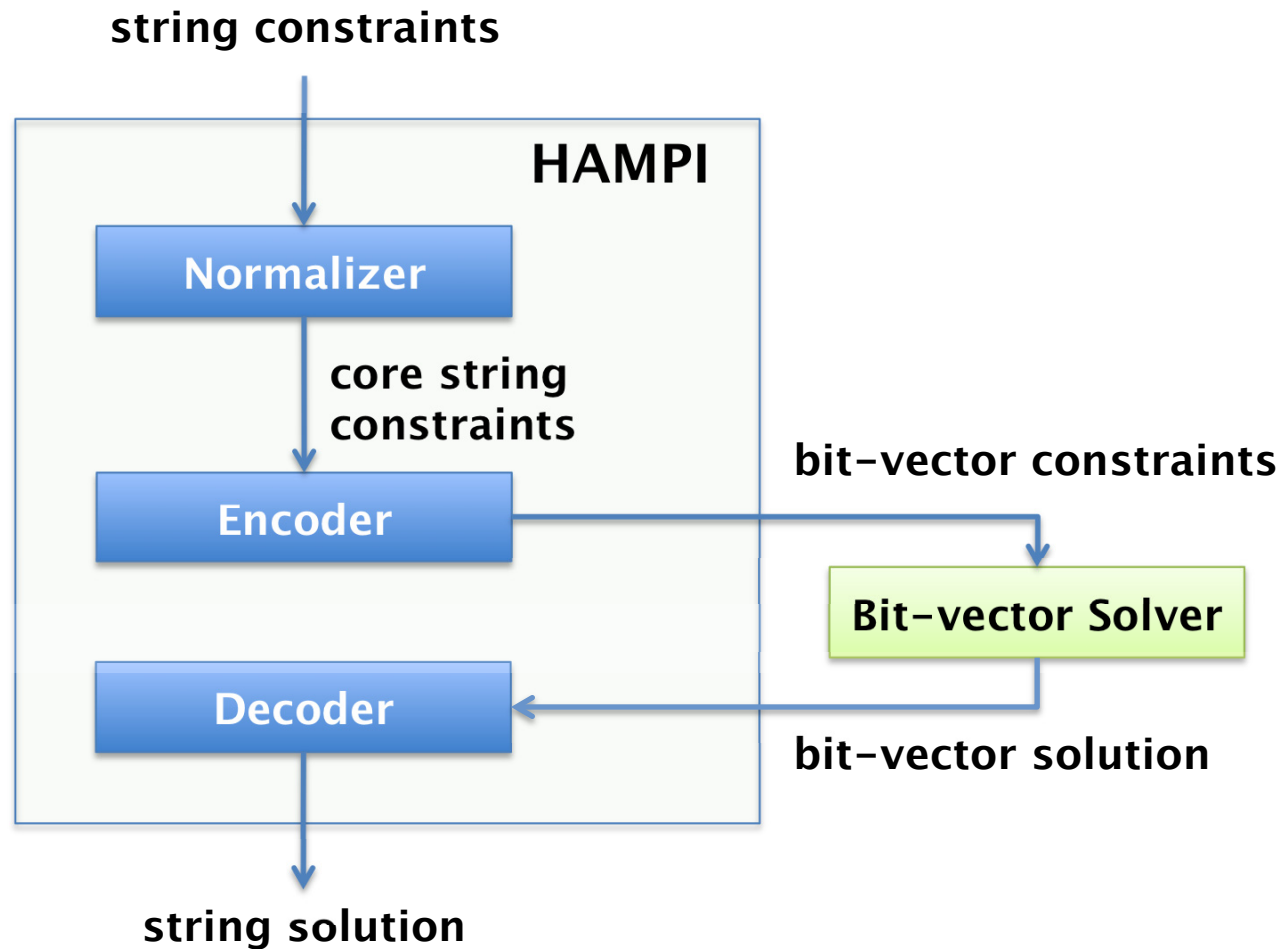 string constraints
HAMPI
Normalizer
core string
constraints
bit-vector constraints
Encoder
Bit-vector Solver
Decoder
bit-vector solution
string solution